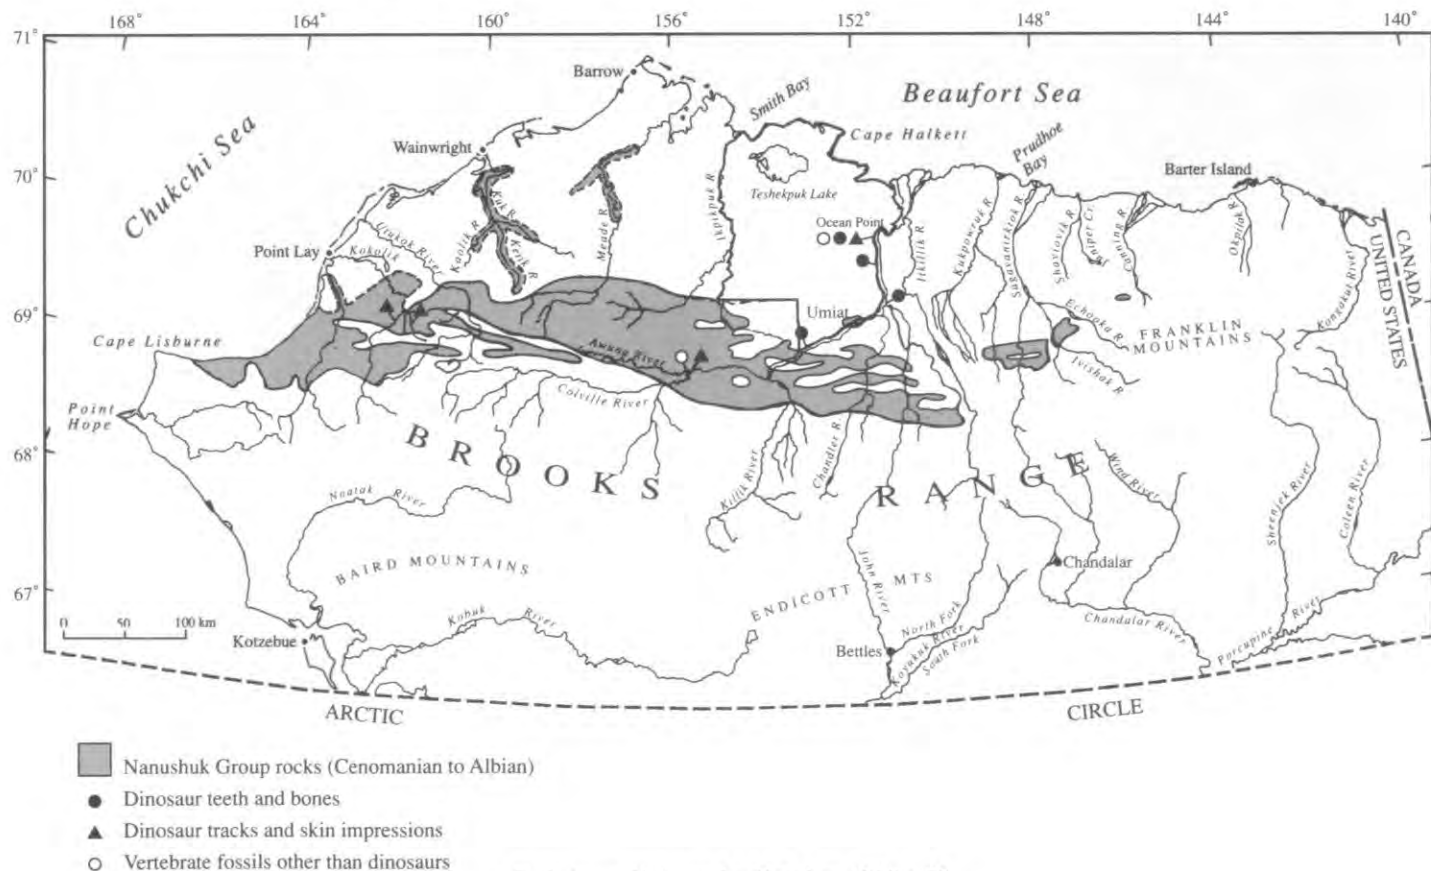 168° 164° 160° 156° 152° 148° 144° 140°
71°
70°
69°
68°
67°
Barrow
Smith Bay
Beaufort Sea
Cape Halkett
Chukchi Sea
Wainwright
Prudhoe
Bay
Barter Island
Teshekpuk Lake
Kuk R.
Meade R.
Ikpikpuk R.
Ocean Point
Point Lay
Kokolik
Utukok River
Kaolik R.
Ketik R.
Itkillik R.
Kukpowruk R.
Sagavanirktok R.
Shaviovik R.
Juniper Cr.
Canning R.
Okpilak R.
Kongakut River
CANADA
UNITED STATES
Umiat
Echooka R.
FRANKLIN
MOUNTAINS
Cape Lisburne
Awuna River
Ivishak R.
Colville River
Point
Hope
BROOKS RANGE
Killik River
Chandler R.
Wind River
Noatak River
Sheenjek River
Coleen River
BAIRD MOUNTAINS
John River
Chandalar
ENDICOTT MTS
0 50 100 km
Kobuk River
North Fork
Kotzebue
Bettles
Koyukuk River
South Fork
Chandalar River
Porcupine River
ARCTIC CIRCLE
Nanushuk Group rocks (Cenomanian to Albian)
Dinosaur teeth and bones
Dinosaur tracks and skin impressions
Vertebrate fossils other than dinosaurs